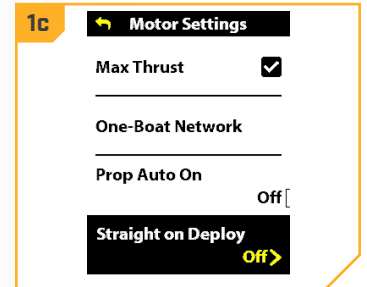 1c
Motor Settings
Max Thrust
One-Boat Network
Prop Auto On
Off
Straight on Deploy
Off>